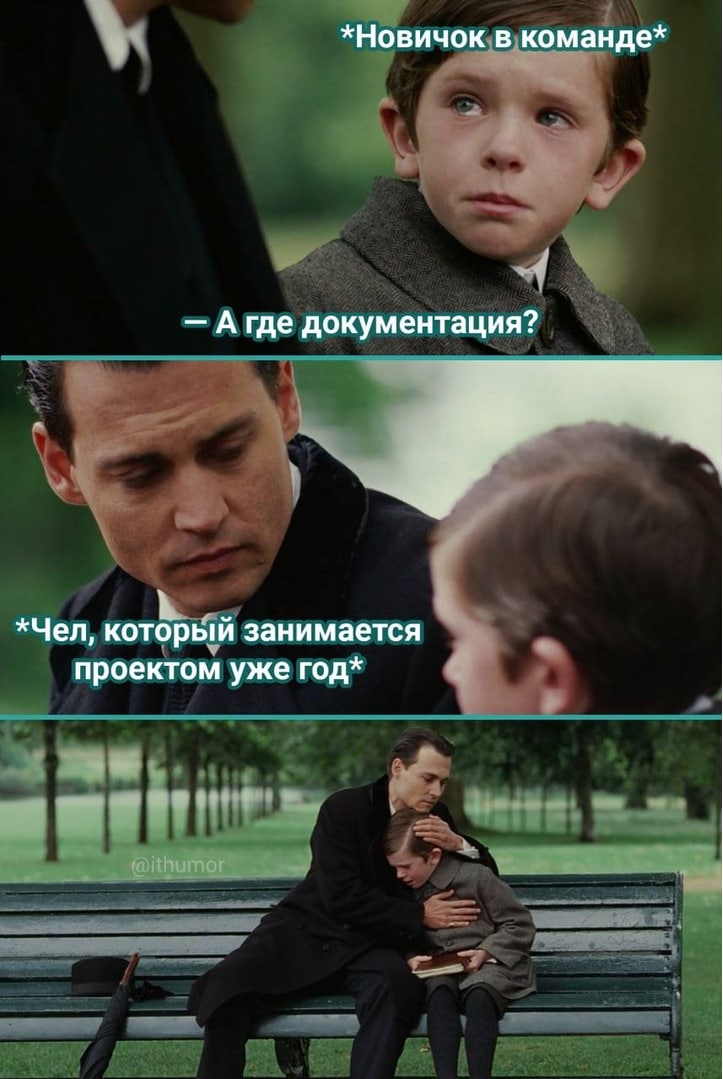 *Новичок в команде*
— А где документация?
*Чел, который занимается
проектом уже год*
@ithumor